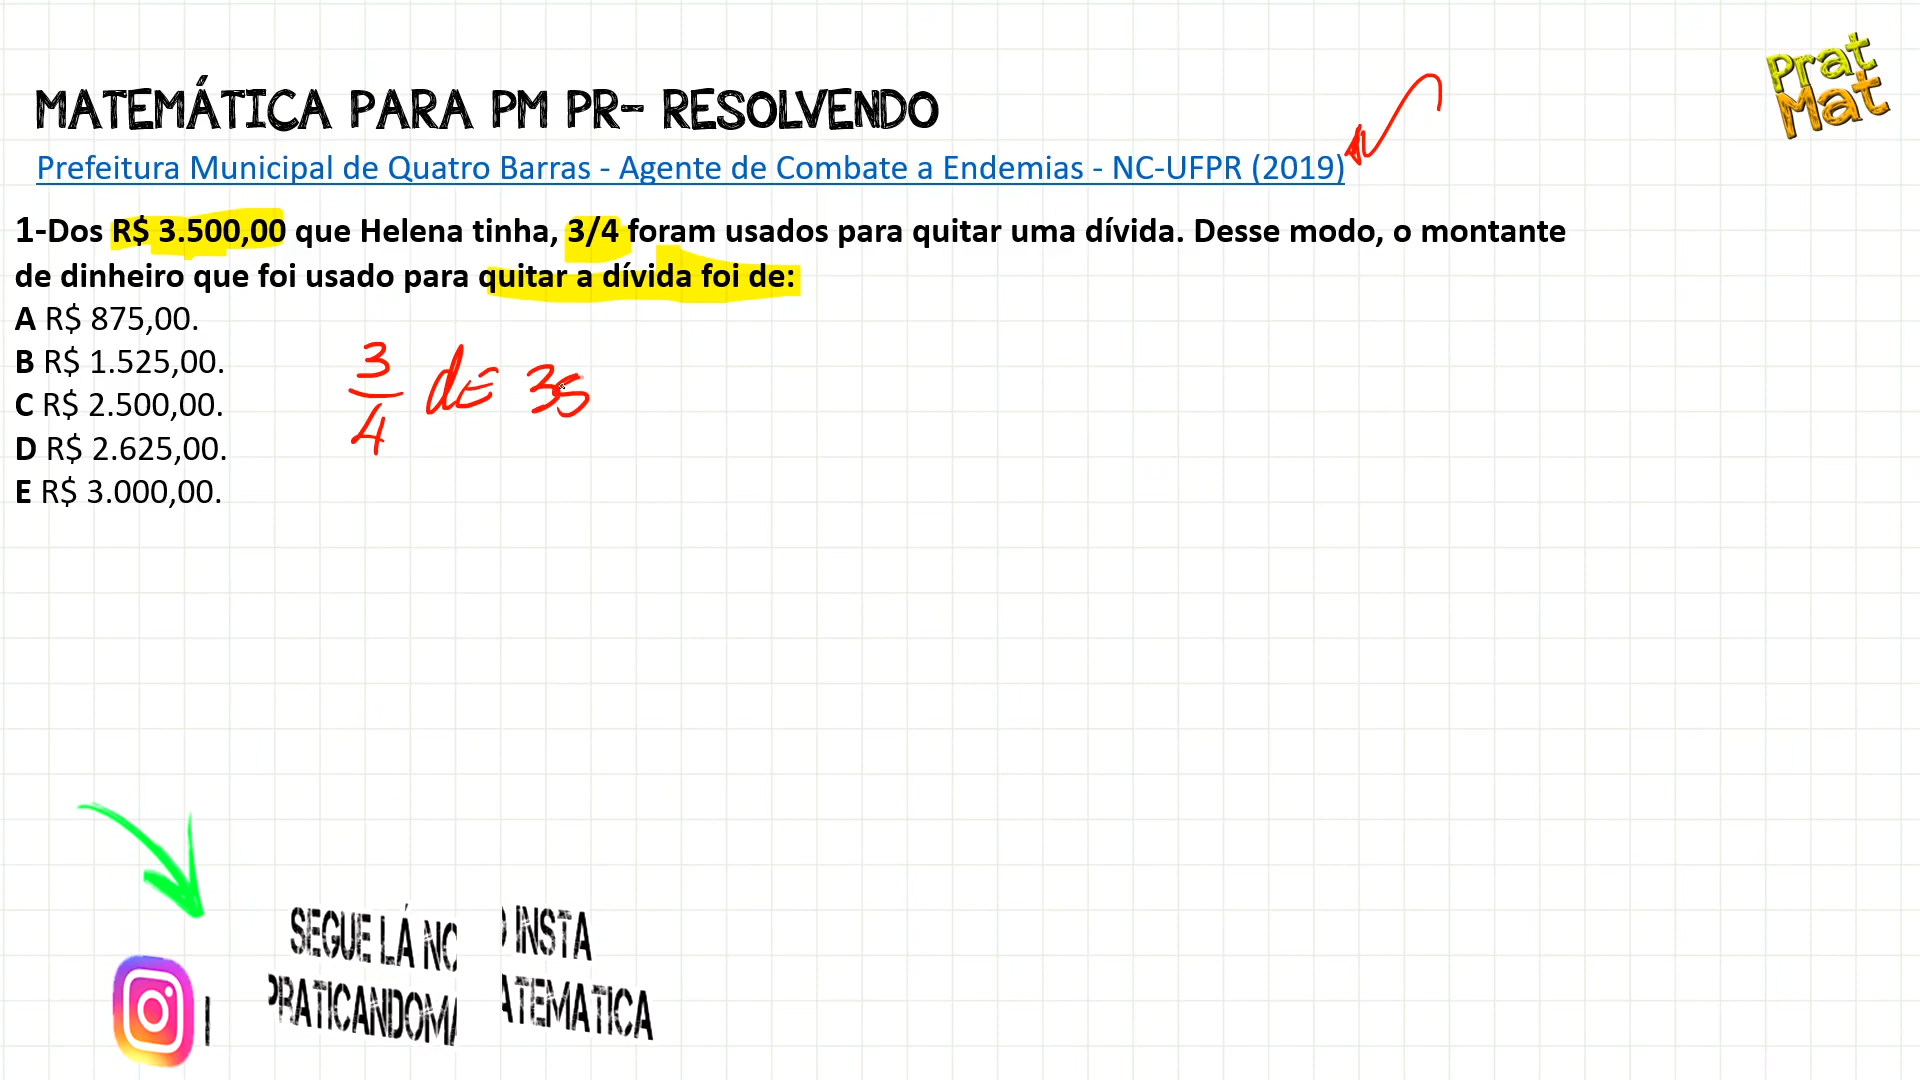 Prat
Mat
MATEMÁTICA PARA PM PR- RESOLVENDO
Prefeitura Municipal de Quatro Barras - Agente de Combate a Endemias - NC-UFPR (2019)
1-Dos R$ 3.500,00 que Helena tinha, 3/4 foram usados para quitar uma dívida. Desse modo, o montante
de dinheiro que foi usado para quitar a dívida foi de:
A R$ 875,00.
B R$ 1.525,00.
C R$ 2.500,00.
D R$ 2.625,00.
E R$ 3.000,00.
3/4 dE 35
SEGUE LÁ NO INSTA
PRATICANDOMATEMATICA